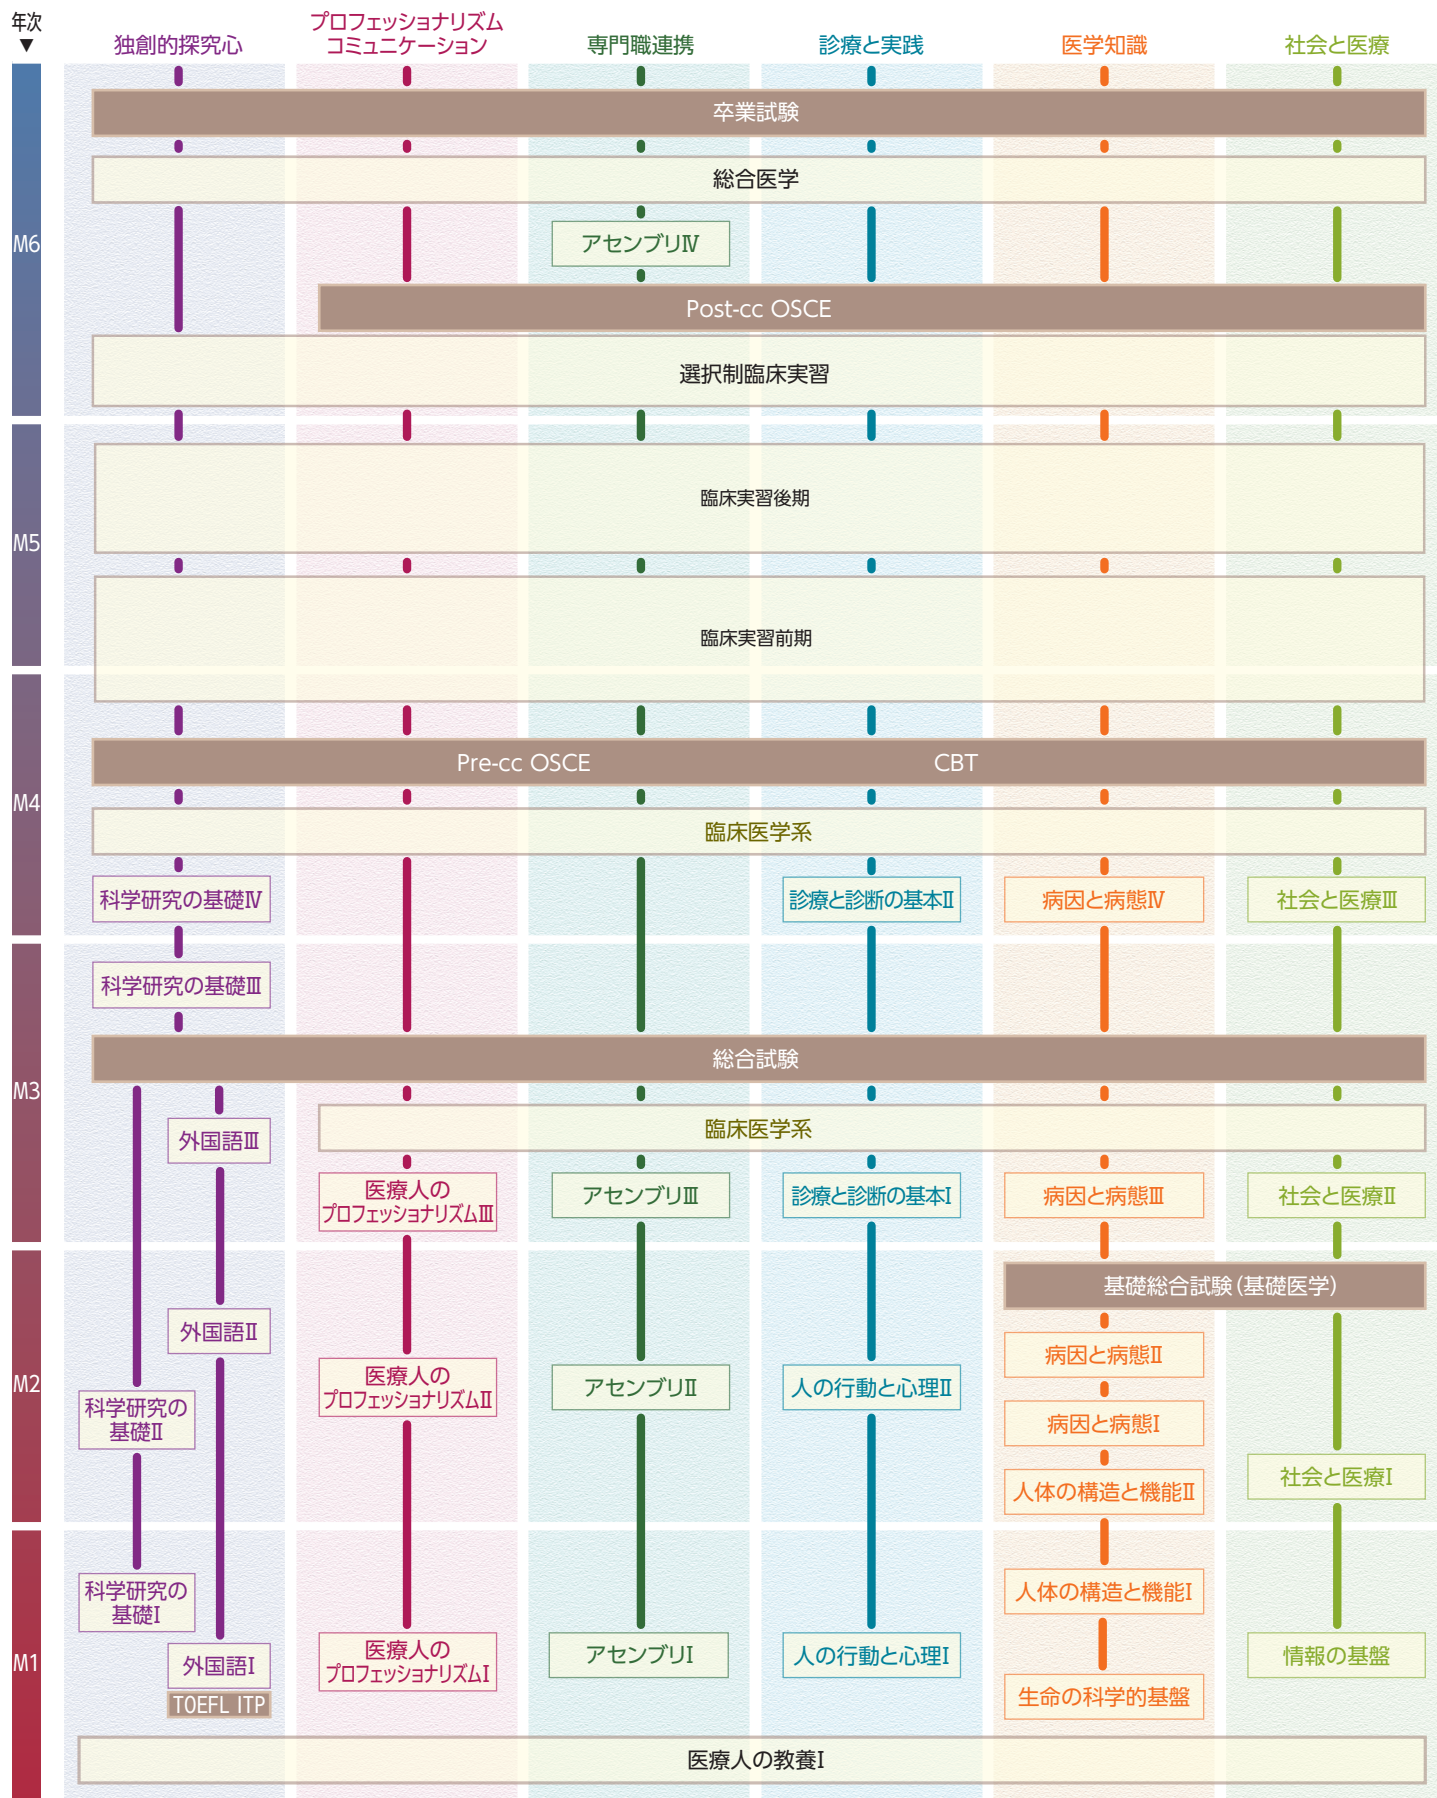 年次
▼
独創的探究心
プロフェッショナリズム
コミュニケーション
専門職連携
診療と実践
医学知識
社会と医療
卒業試験
総合医学
M6
アセンブリⅣ
Post-cc OSCE
選択制臨床実習
臨床実習後期
M5
臨床実習前期
Pre-cc OSCE
CBT
M4
臨床医学系
科学研究の基礎Ⅳ
診療と診断の基本Ⅱ
病因と病態Ⅳ
社会と医療Ⅲ
科学研究の基礎Ⅲ
総合試験
M3
外国語Ⅲ
臨床医学系
医療人の
プロフェッショナリズムⅢ
アセンブリⅢ
診療と診断の基本Ⅰ
病因と病態Ⅲ
社会と医療Ⅱ
基礎総合試験(基礎医学)
外国語Ⅱ
病因と病態Ⅱ
M2
医療人の
プロフェッショナリズムⅡ
アセンブリⅡ
人の行動と心理Ⅱ
科学研究の
基礎Ⅱ
病因と病態Ⅰ
社会と医療Ⅰ
人体の構造と機能Ⅱ
科学研究の
基礎Ⅰ
人体の構造と機能Ⅰ
M1
外国語Ⅰ
TOEFL ITP
医療人の
プロフェッショナリズムⅠ
アセンブリⅠ
人の行動と心理Ⅰ
情報の基盤
生命の科学的基盤
医療人の教養Ⅰ